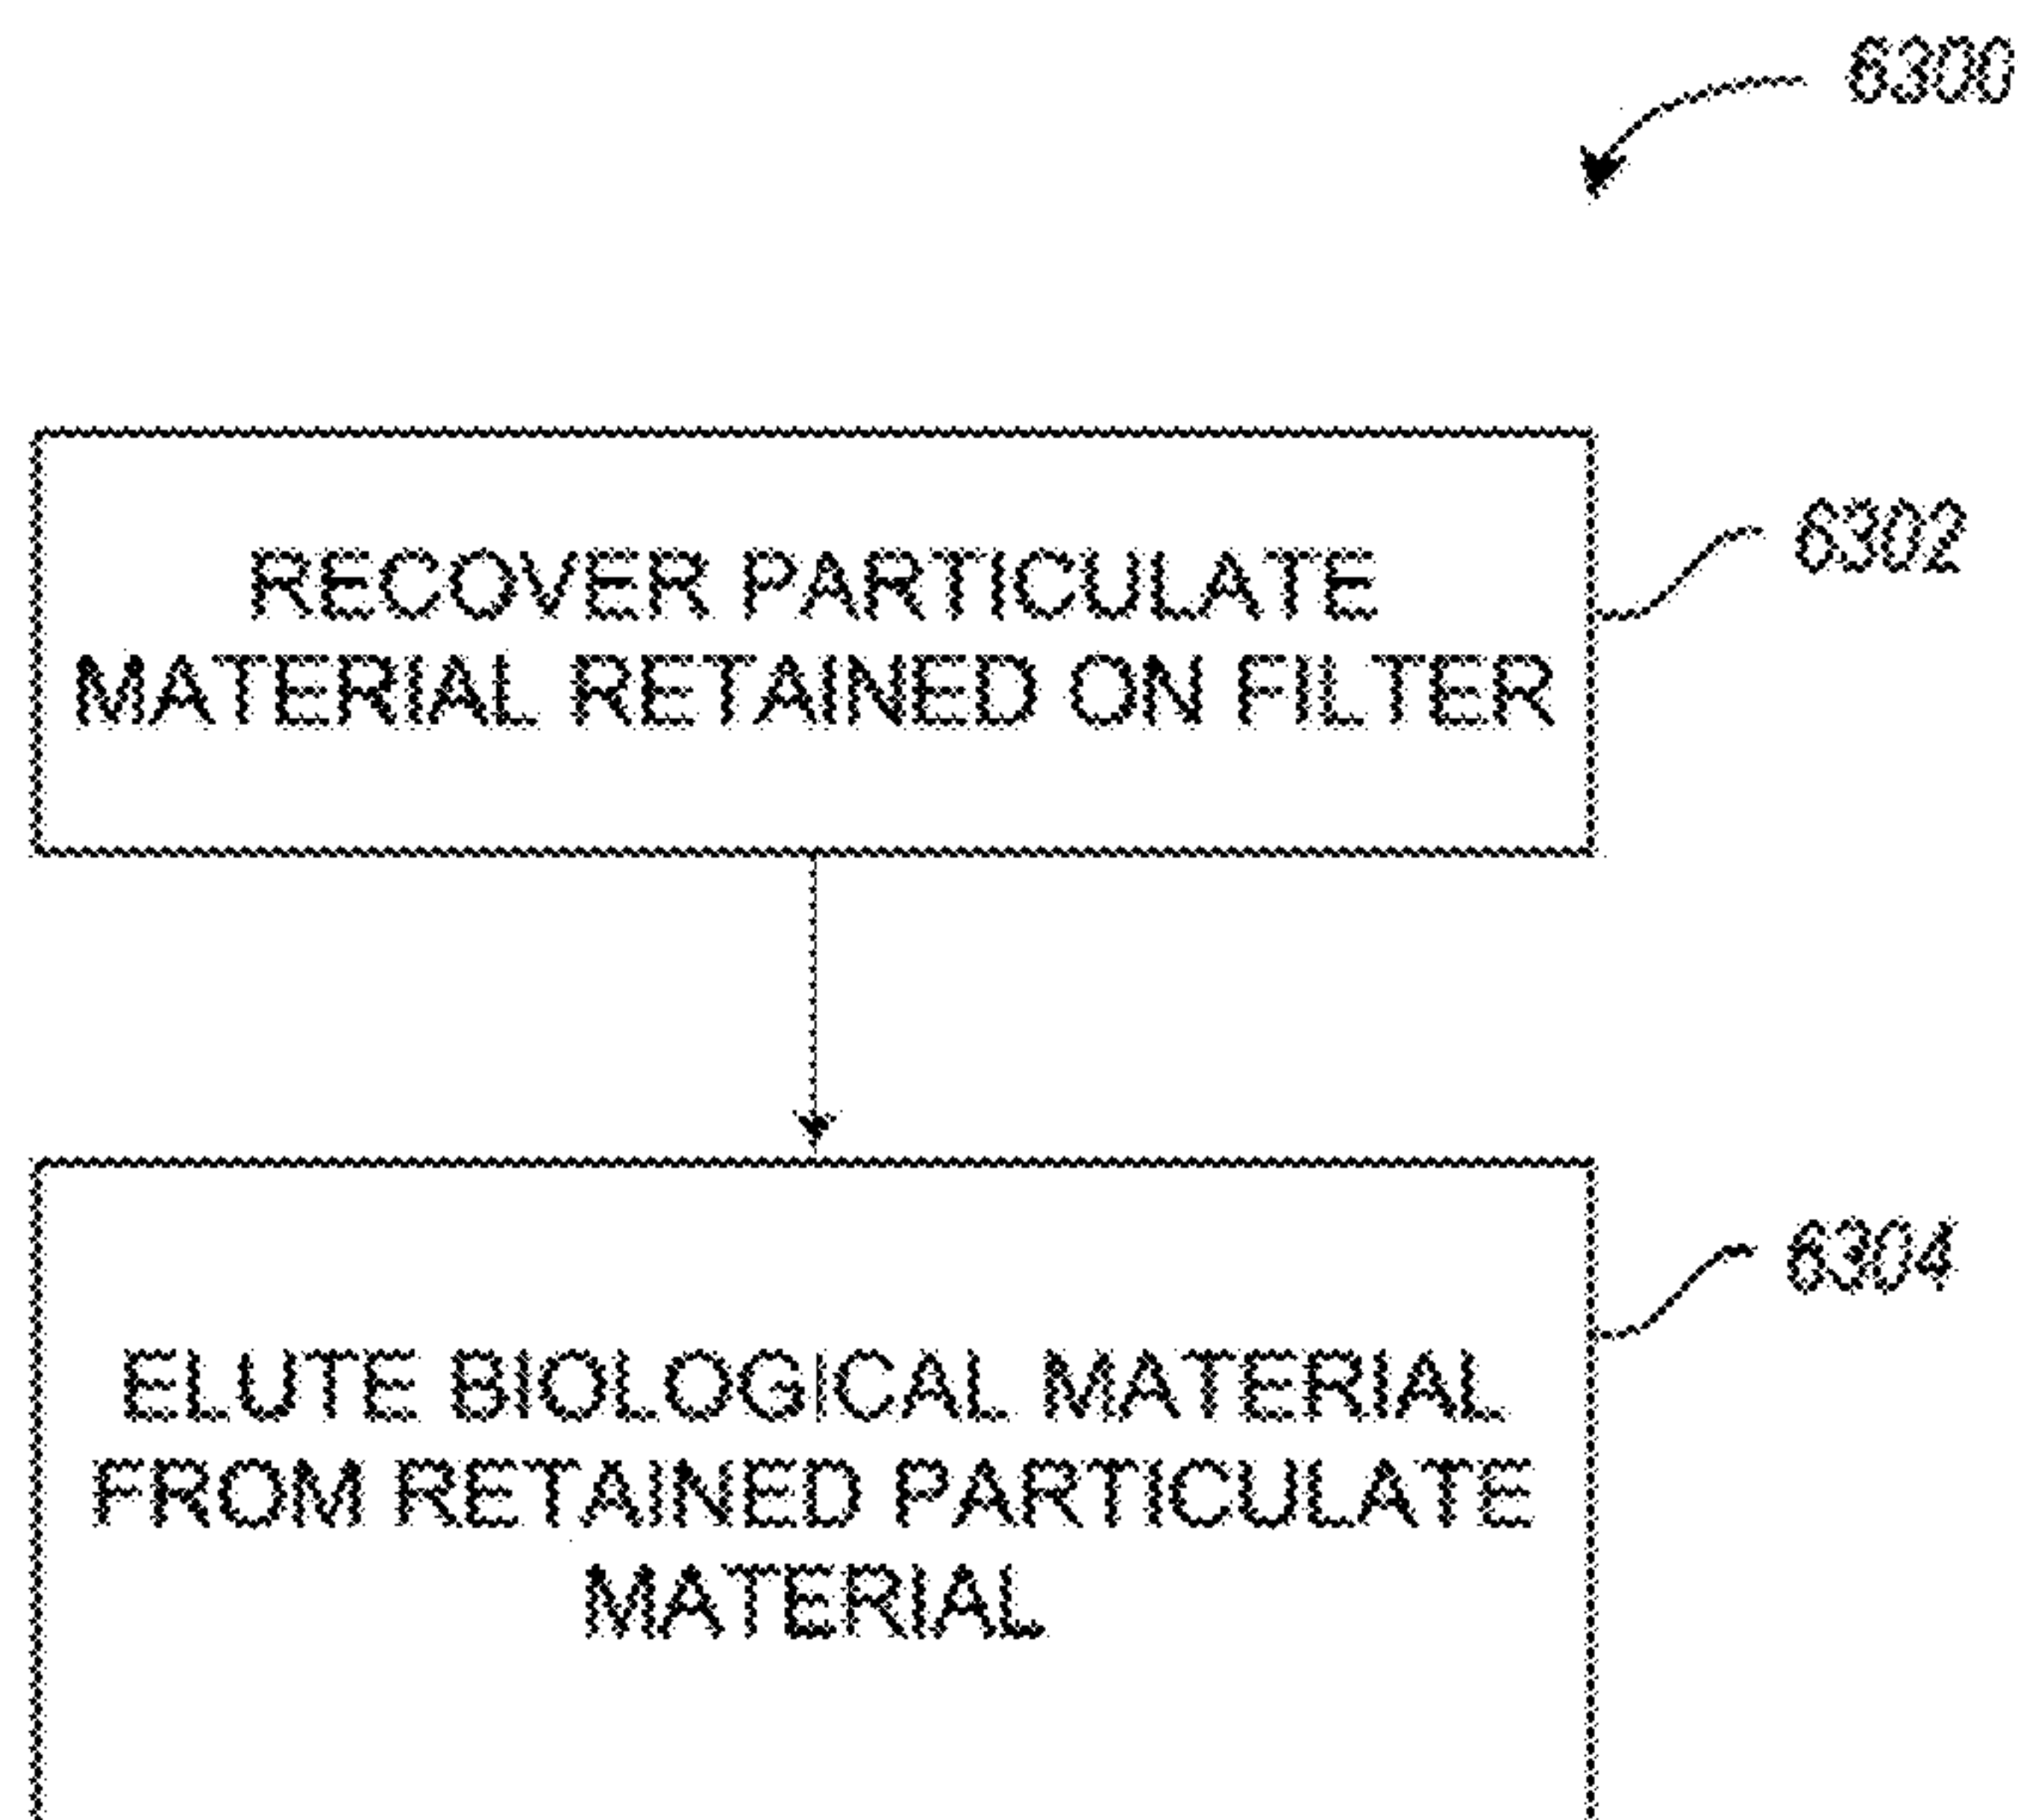 6300
RECOVER PARTICULATE
MATERIAL RETAINED ON FILTER
6302
ELUTE BIOLOGICAL MATERIAL
FROM RETAINED PARTICULATE
MATERIAL
6304